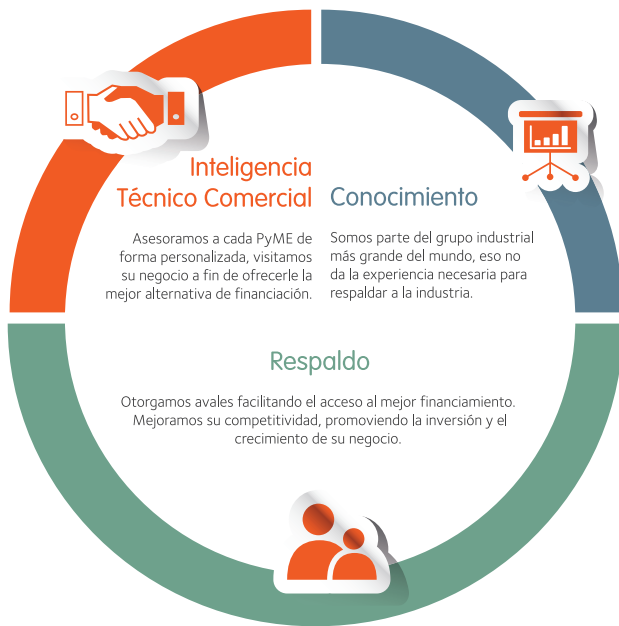 Inteligencia
Técnico Comercial
Asesoramos a cada PyME de
forma personalizada, visitamos
su negocio a fin de ofrecerle la
mejor alternativa de financiación.
Conocimiento
Somos parte del grupo industrial
más grande del mundo, eso no
da la experiencia necesaria para
respaldar a la industria.
Respaldo
Otorgamos avales facilitando el acceso al mejor financiamiento.
Mejoramos su competitividad, promoviendo la inversión y el
crecimiento de su negocio.